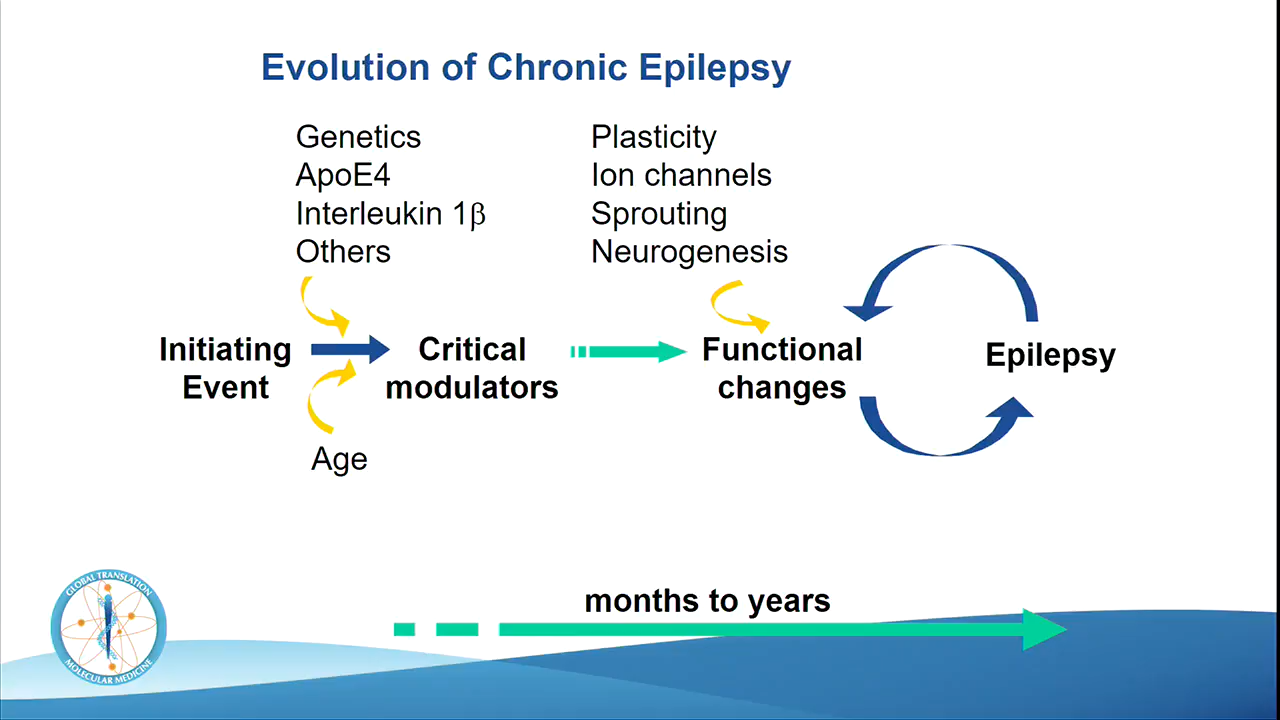 Evolution of Chronic Epilepsy
Genetics
ApoE4
Interleukin 1β
Others
Plasticity
Ion channels
Sprouting
Neurogenesis
Initiating
Event
Critical
modulators
Functional
changes
Epilepsy
Age
months to years
GLOBAL TRANSLATION
MOLECULAR MEDICINE